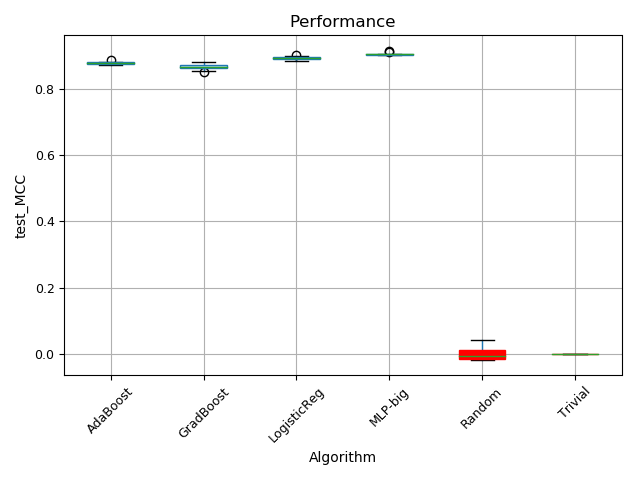 Performance
test_MCC
0.8
0.6
0.4
0.2
0.0
AdaBoost
GradBoost
LogisticReg
MLP-big
Random
Trivial
Algorithm